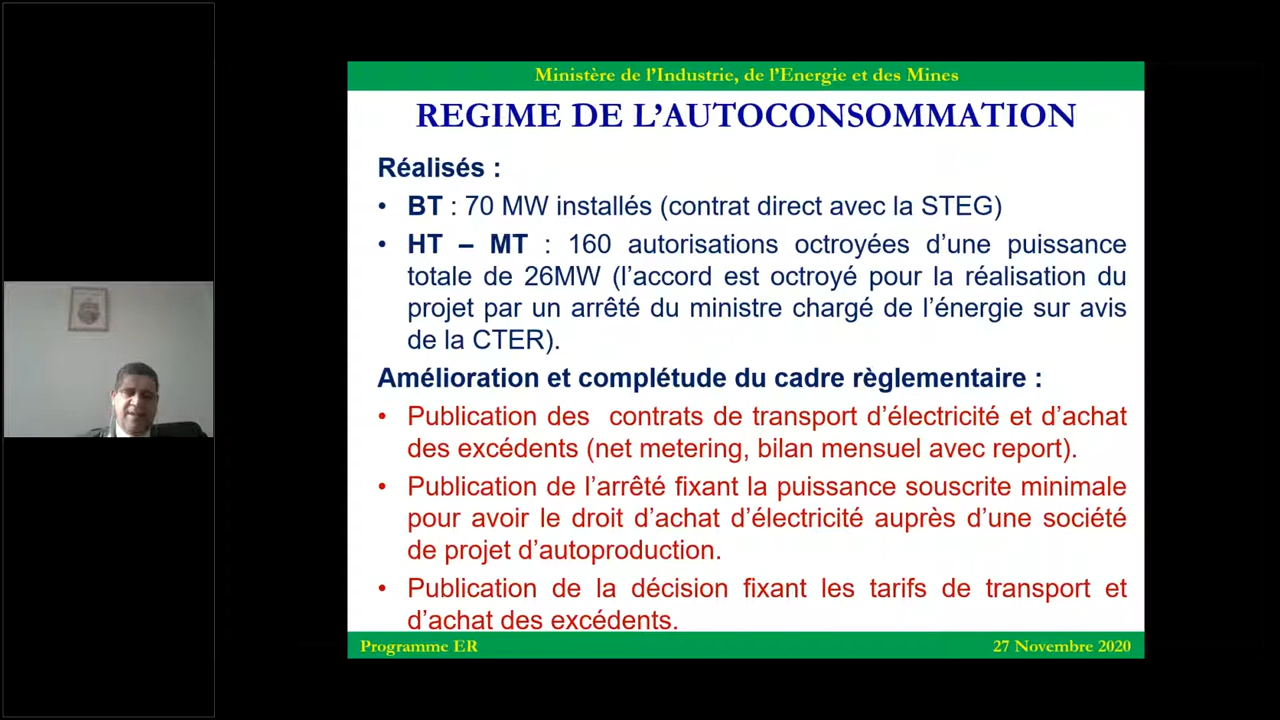 Ministère de l'Industrie, de l'Energie et des Mines
REGIME DE L'AUTOCONSOMMATION
Réalisés :
• BT : 70 MW installés (contrat direct avec la STEG)
• HT – MT : 160 autorisations octroyées d'une puissance
totale de 26MW (l'accord est octroyé pour la réalisation du
projet par un arrêté du ministre chargé de l'énergie sur avis
de la CTER).
Amélioration et complétude du cadre règlementaire :
• Publication des contrats de transport d'électricité et d'achat
des excédents (net metering, bilan mensuel avec report).
• Publication de l'arrêté fixant la puissance souscrite minimale
pour avoir le droit d'achat d'électricité auprès d'une société
de projet d'autoproduction.
• Publication de la décision fixant les tarifs de transport et
d'achat des excédents.
Programme ER
27 Novembre 2020